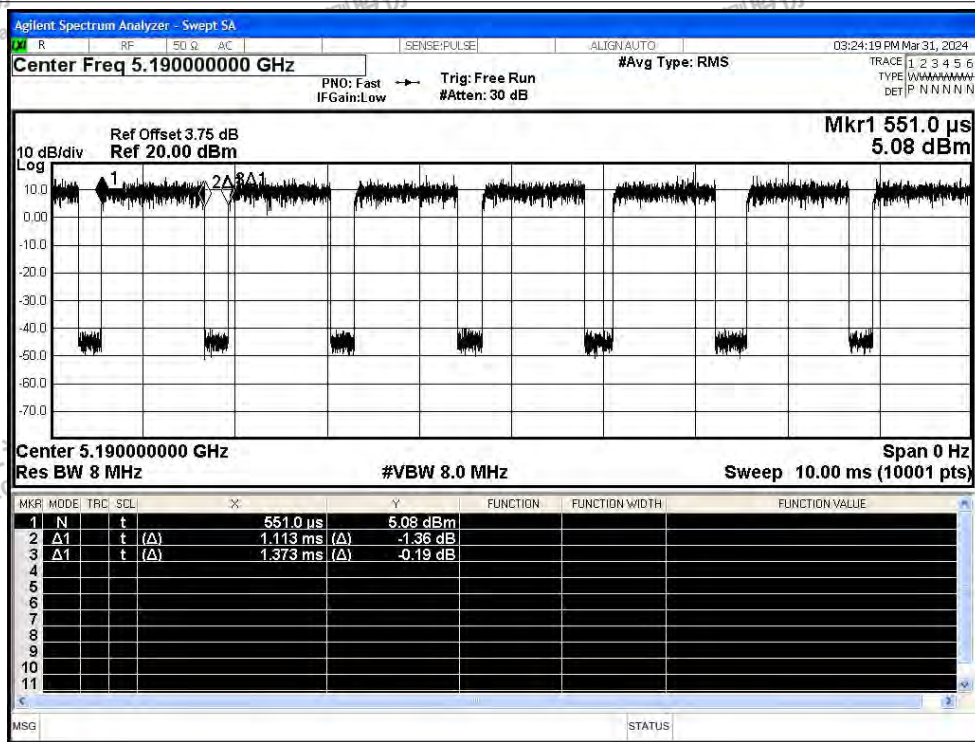 Agilent Spectrum Analyzer - Swept SA
R RF 50 Ω AC SENSE:PULSE ALIGN AUTO 03:24:19 PM Mar 31, 2024
Center Freq 5.190000000 GHz
PNO: Fast
IFGain:Low
Trig: Free Run
#Atten: 30 dB
#Avg Type: RMS
TRACE 1 2 3 4 5 6
TYPE WWWWWW
DET P N N N N N
Ref Offset 3.75 dB
10 dB/div Ref 20.00 dBm
Log
Mkr1 551.0 µs
5.08 dBm
1 2Δ1 3Δ1
10.0
0.00
-10.0
-20.0
-30.0
-40.0
-50.0
-60.0
-70.0
Center 5.190000000 GHz Span 0 Hz
Res BW 8 MHz #VBW 8.0 MHz Sweep 10.00 ms (10001 pts)
MKR MODE TRC SCL X Y FUNCTION FUNCTION WIDTH FUNCTION VALUE
1 N t 551.0 µs 5.08 dBm
2 Δ1 t (Δ) 1.113 ms (Δ) -1.36 dB
3 Δ1 t (Δ) 1.373 ms (Δ) -0.19 dB
4
5
6
7
8
9
10
11
MSG STATUS